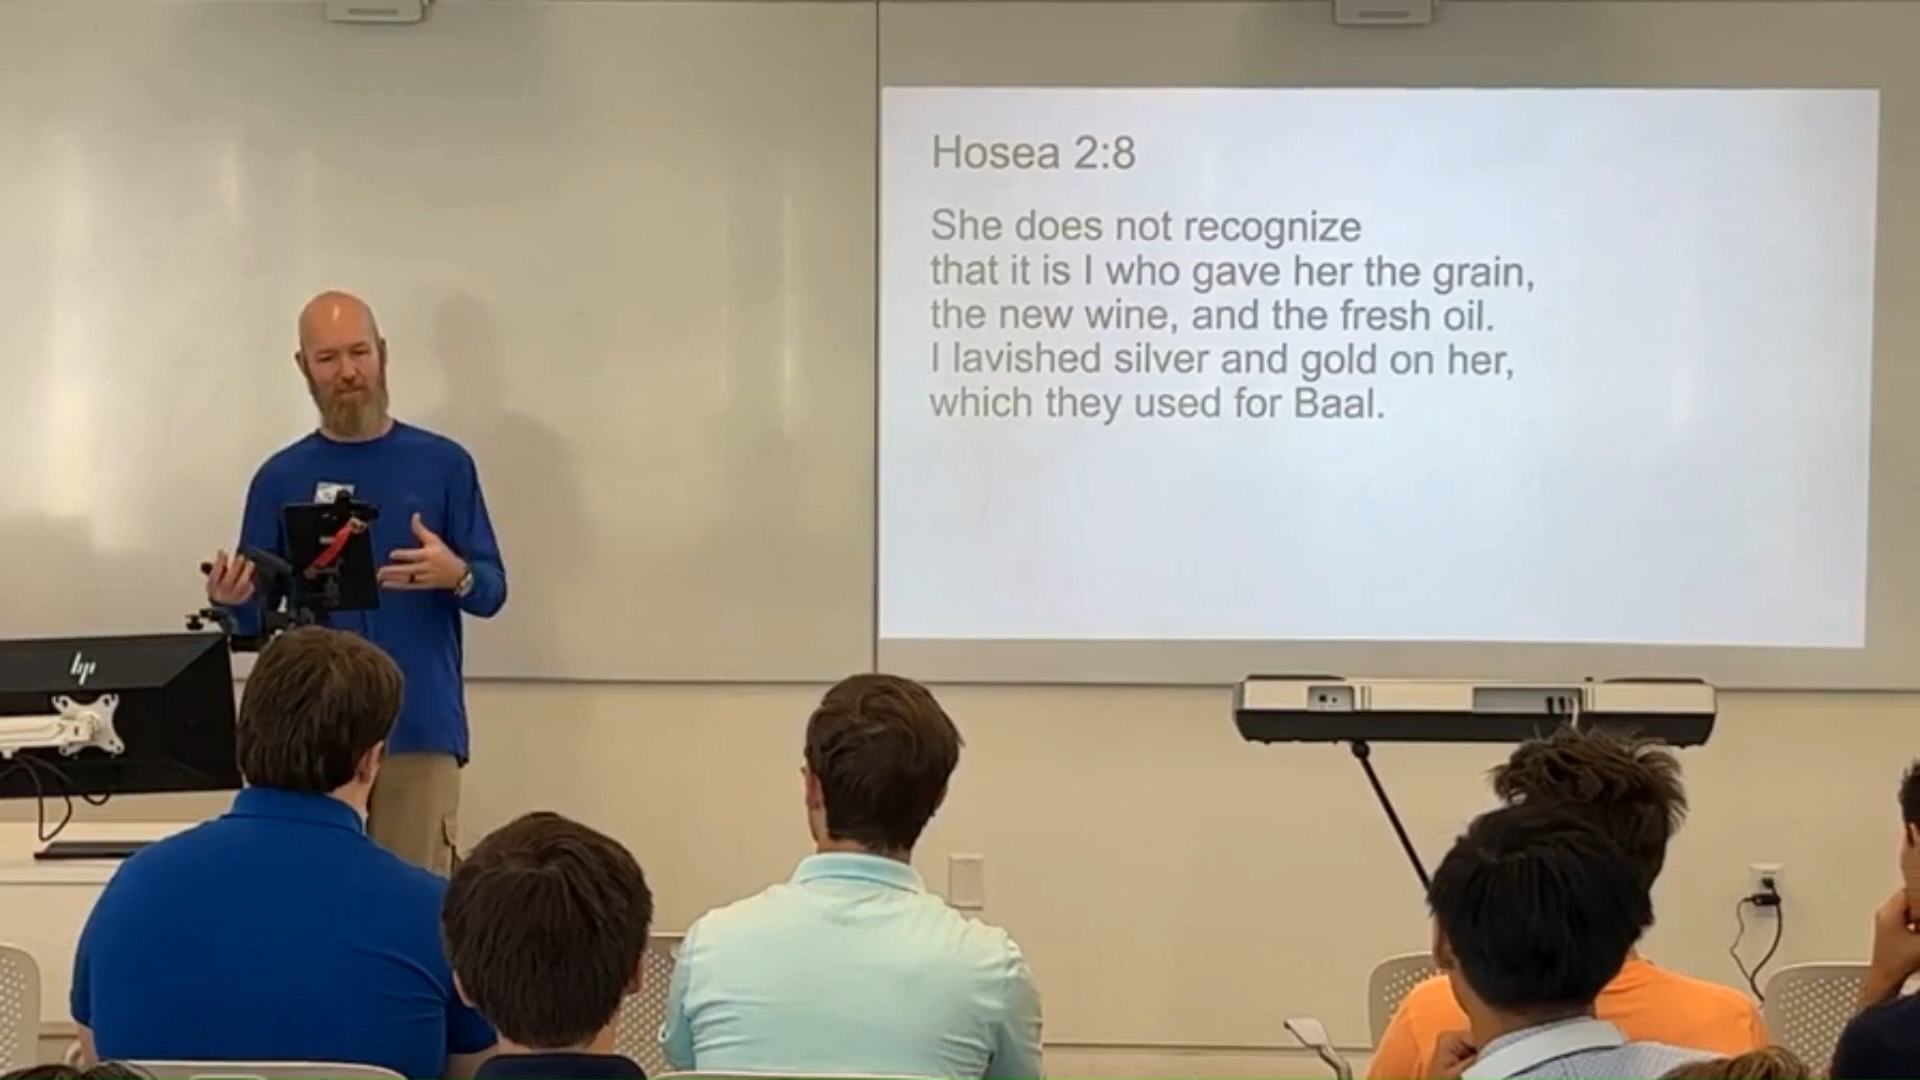 Hosea 2:8
She does not recognize
that it is I who gave her the grain,
the new wine, and the fresh oil.
I lavished silver and gold on her,
which they used for Baal.
hp